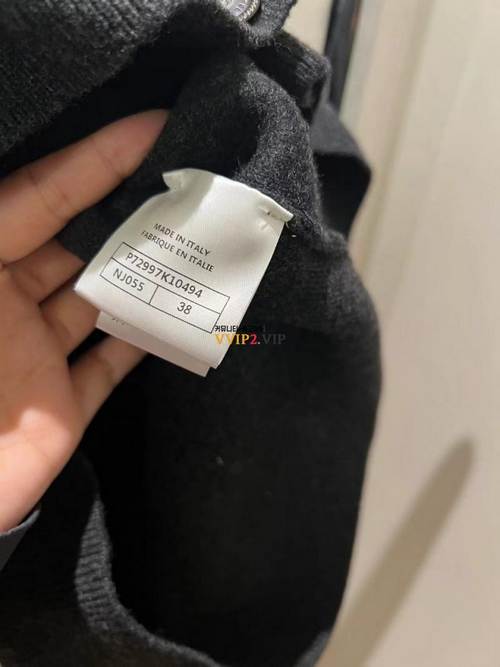 MADE IN ITALY
FABRIQUE EN ITALIE
P72997K10494
NJ055 38
VVIP2.VIP